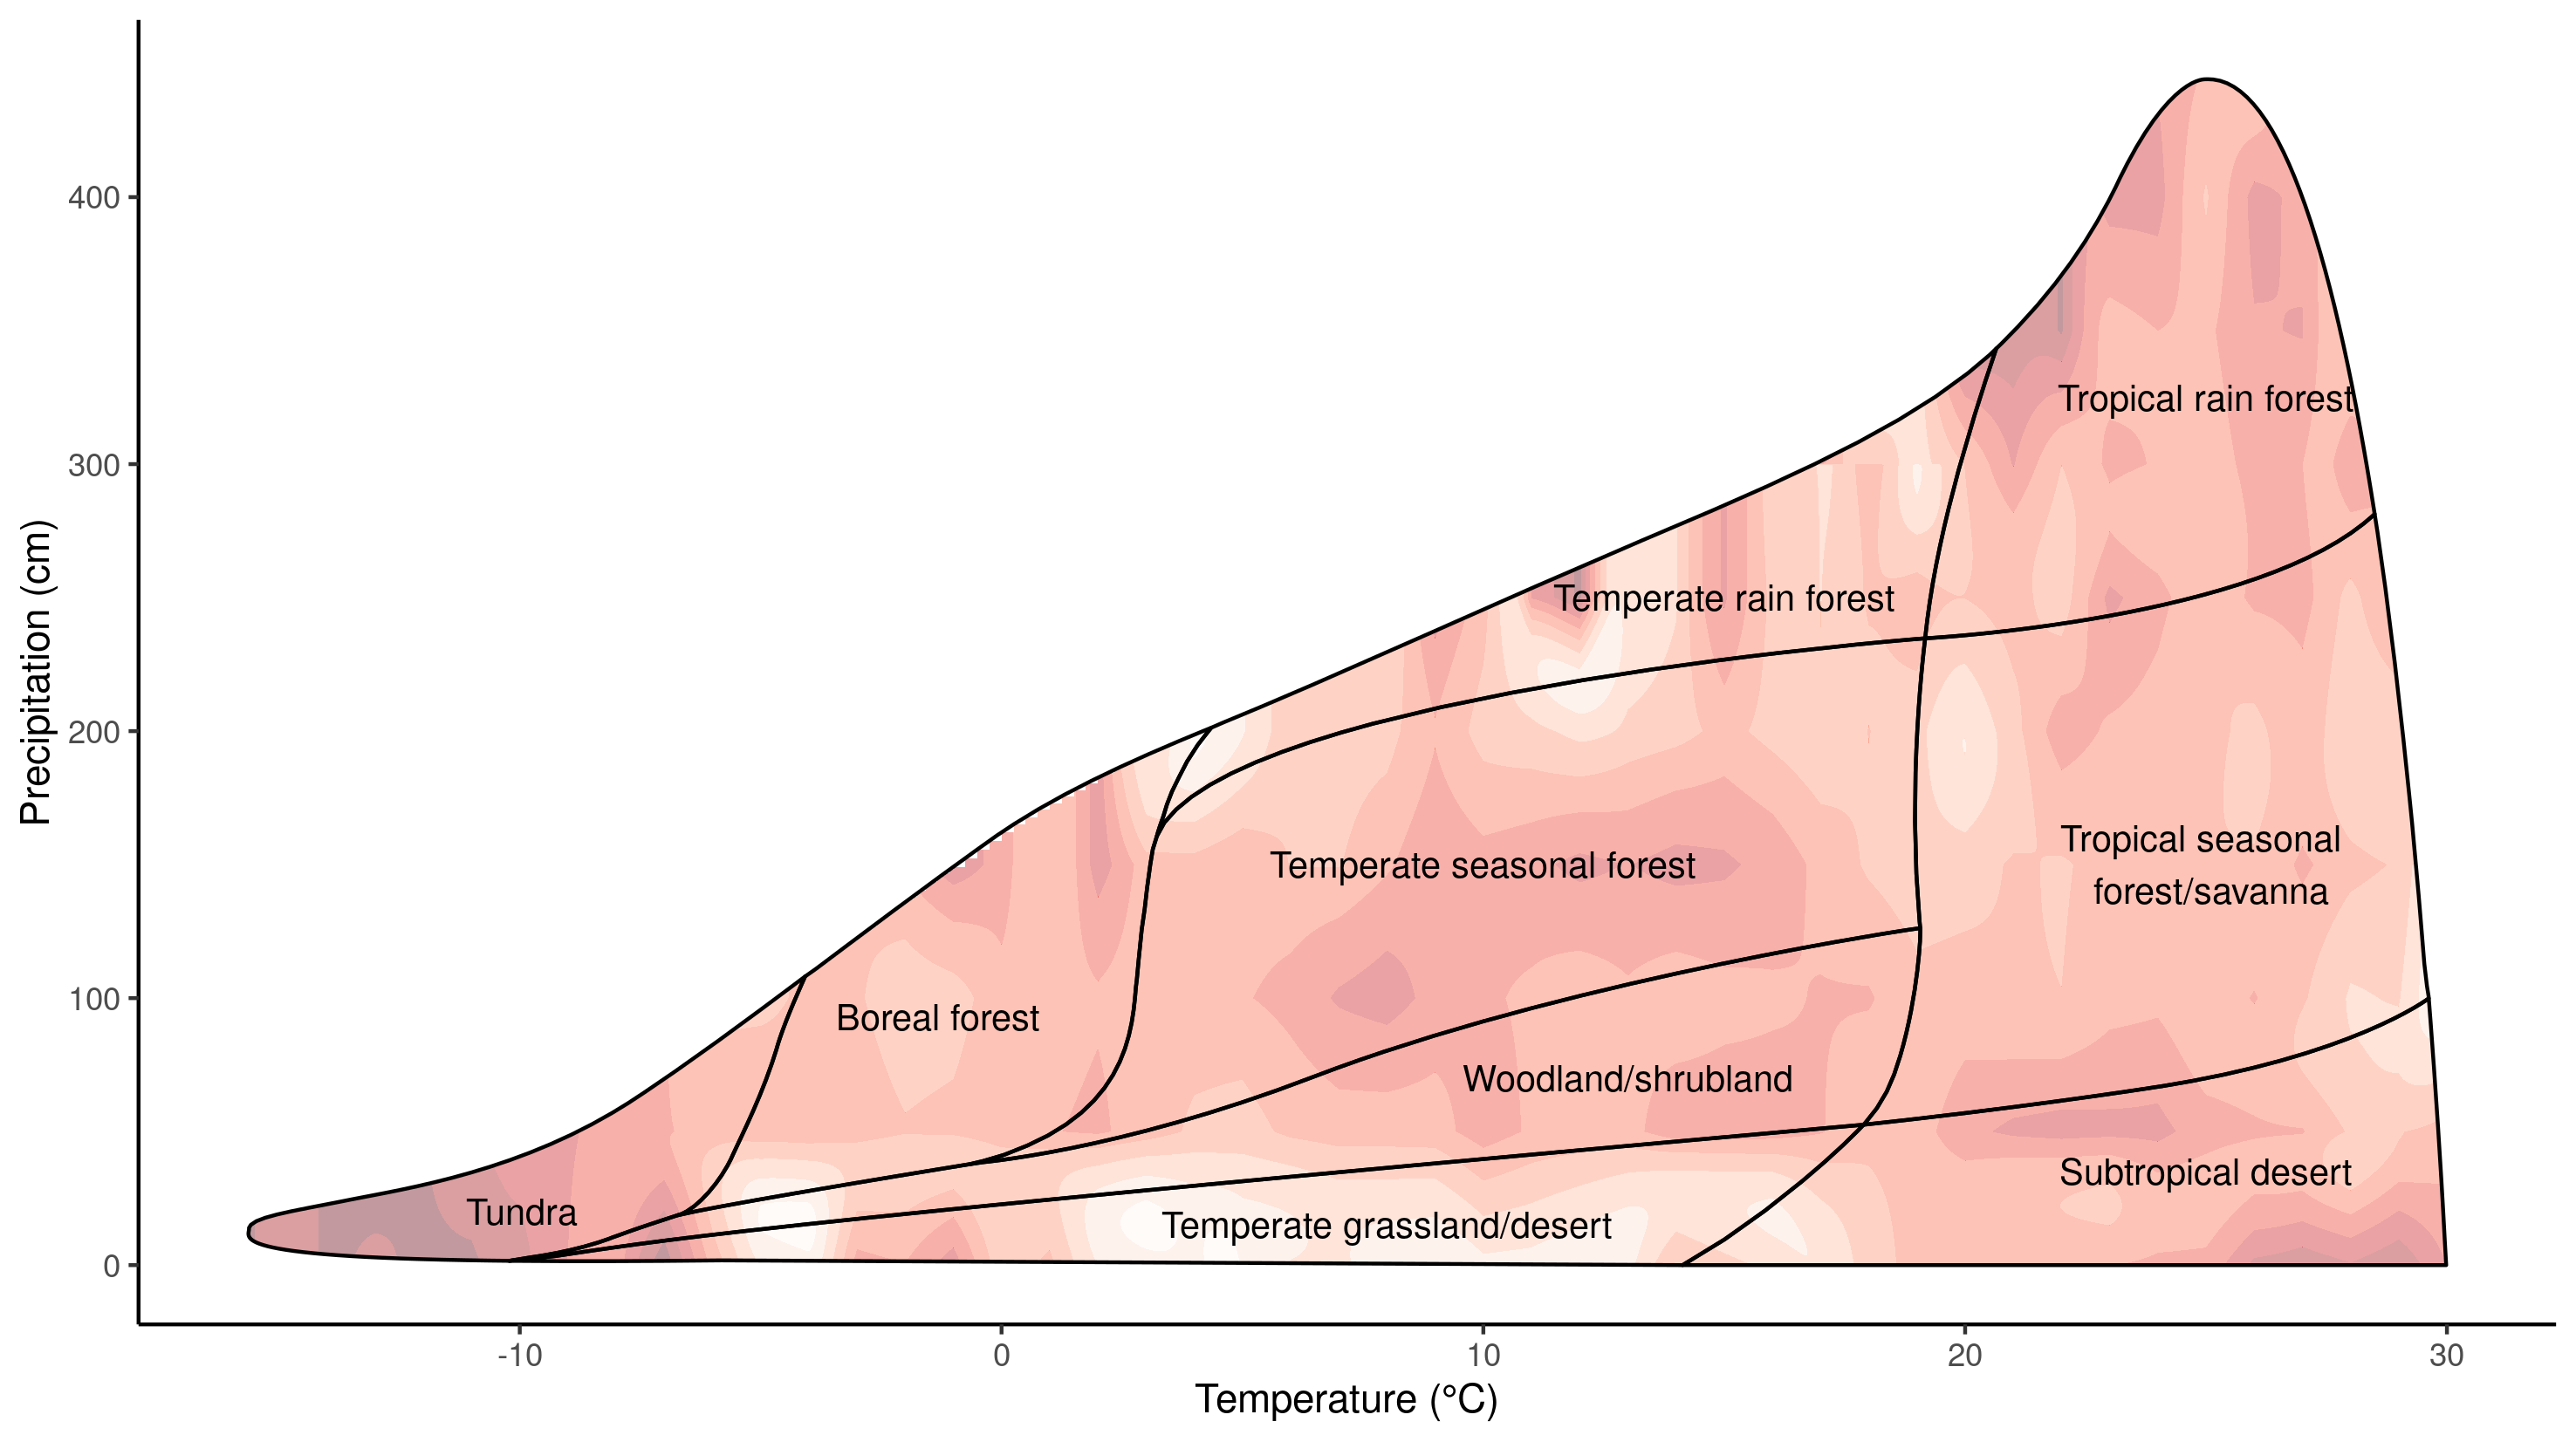 400
300
200
100
0
Precipitation (cm)
Tropical rain forest
Temperate rain forest
Tropical seasonal
forest/savanna
Temperate seasonal forest
Boreal forest
Woodland/shrubland
Subtropical desert
Tundra
Temperate grassland/desert
-10 0 10 20 30
Temperature (°C)